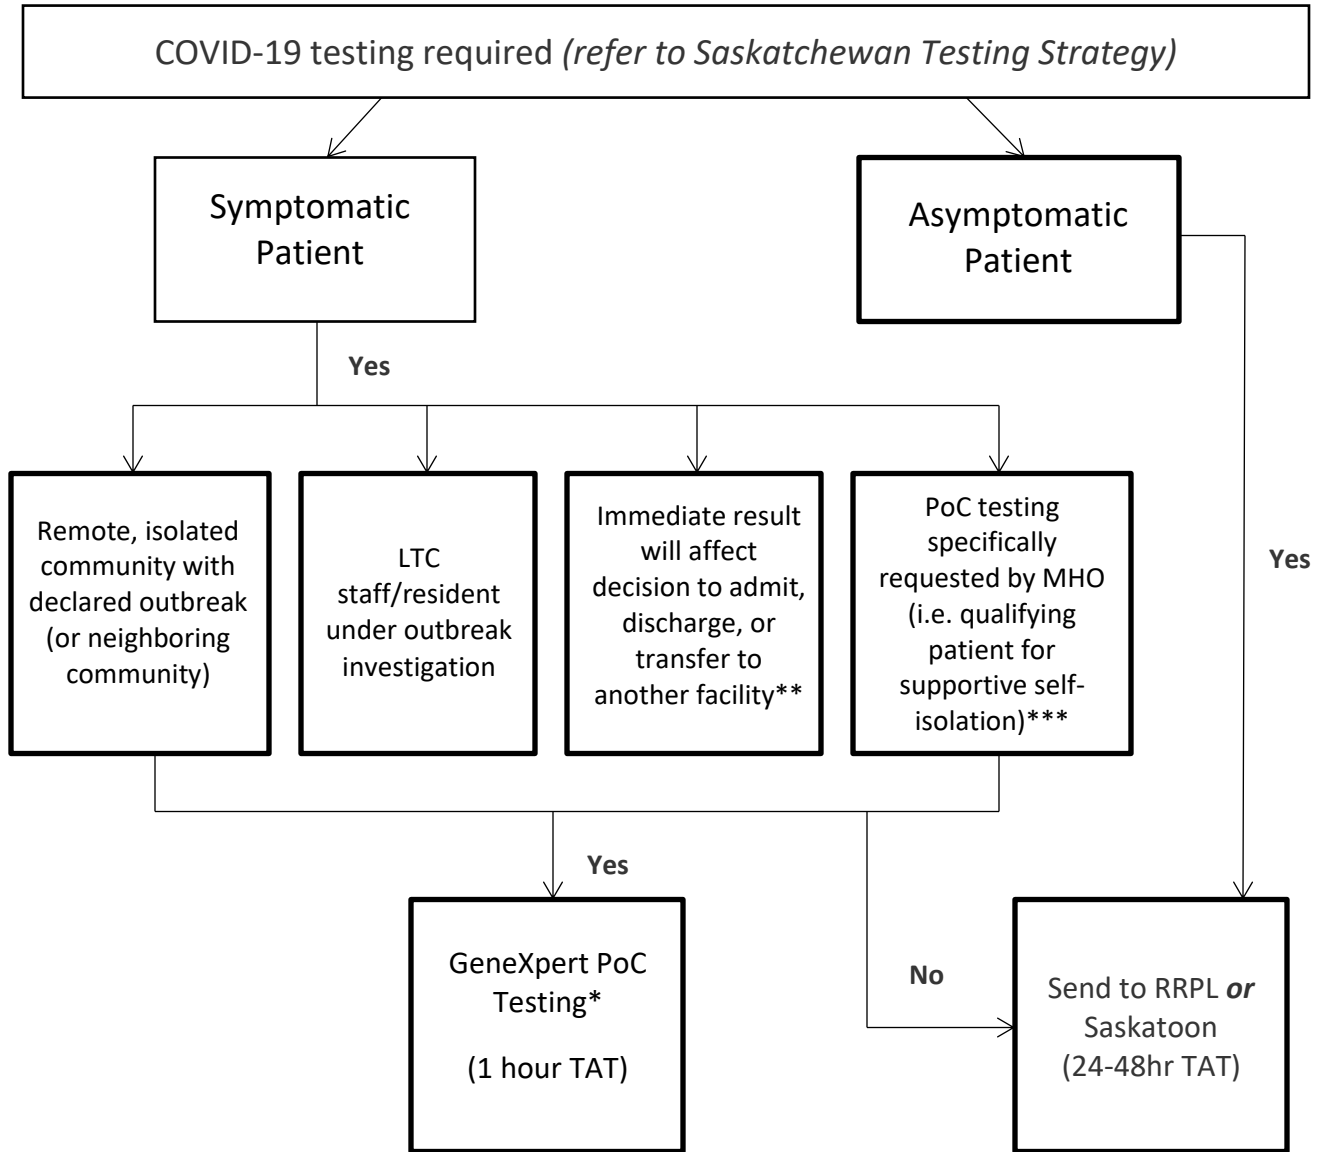 COVID-19 testing required (refer to Saskatchewan Testing Strategy)
Symptomatic
Patient
Asymptomatic
Patient
Yes
Remote, isolated
community with
declared outbreak
(or neighboring
community)
LTC
staff/resident
under outbreak
investigation
Immediate result
will affect
decision to admit,
discharge, or
transfer to
another facility**
PoC testing
specifically
requested by MHO
(i.e. qualifying
patient for
supportive self-
isolation)***
Yes
Yes
GeneXpert PoC
Testing*
(1 hour TAT)
No
Send to RRPL or
Saskatoon
(24-48hr TAT)